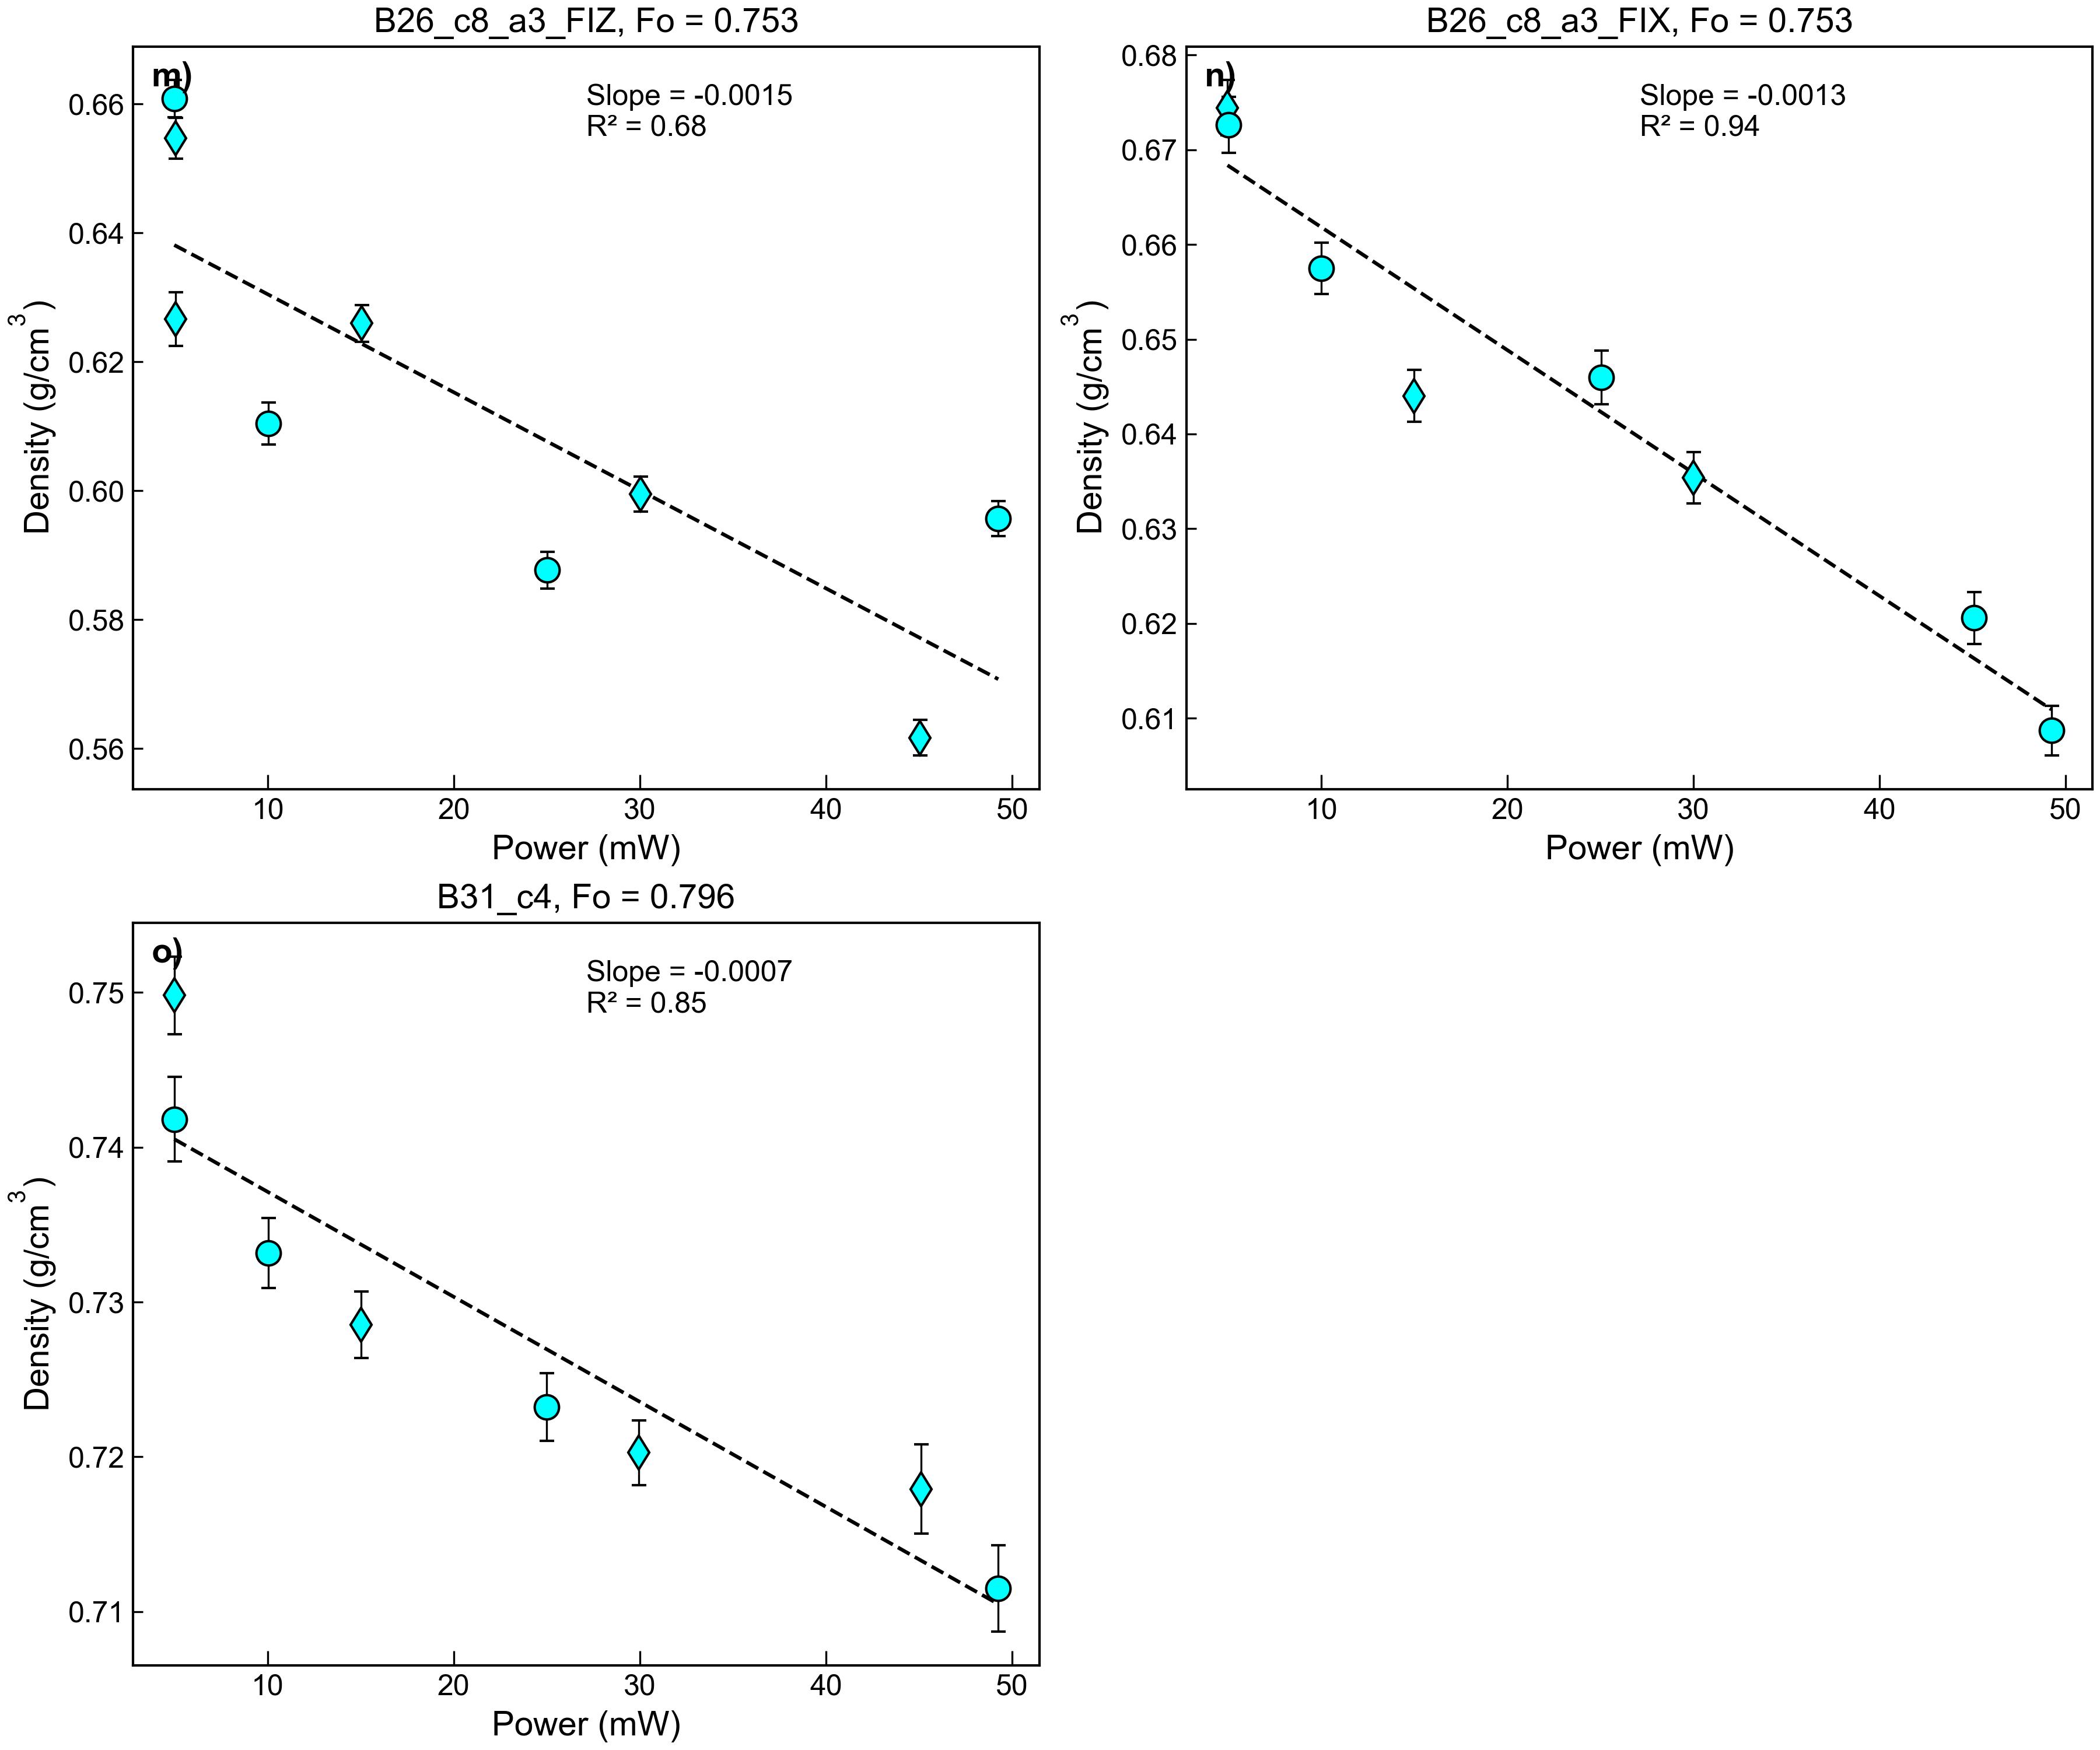 B26_c8_a3_FIZ, Fo = 0.753
m)
Slope = -0.0015
R² = 0.68
0.66
0.64
0.62
0.60
0.58
0.56
Density (g/cm³)
10 20 30 40 50
Power (mW)
B26_c8_a3_FIX, Fo = 0.753
n)
Slope = -0.0013
R² = 0.94
0.68
0.67
0.66
0.65
0.64
0.63
0.62
0.61
Density (g/cm³)
10 20 30 40 50
Power (mW)
B31_c4, Fo = 0.796
o)
Slope = -0.0007
R² = 0.85
0.75
0.74
0.73
0.72
0.71
Density (g/cm³)
10 20 30 40 50
Power (mW)